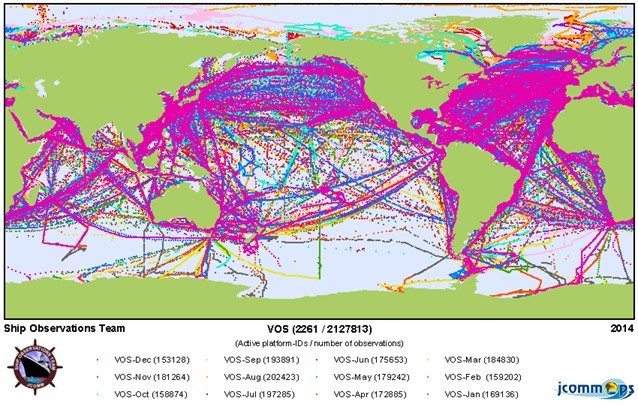 Ship Observations Team VOS (2261 / 2127813) 2014
(Active platform-IDs / number of observations)
VOS-Dec (153128) VOS-Sep (193891) VOS-Jun (175653) VOS-Mar (184830)
VOS-Nov (181264) VOS-Aug (202423) VOS-May (179242) VOS-Feb (159202)
VOS-Oct (158874) VOS-Jul (197285) VOS-Apr (172885) VOS-Jan (169136)
jcommops